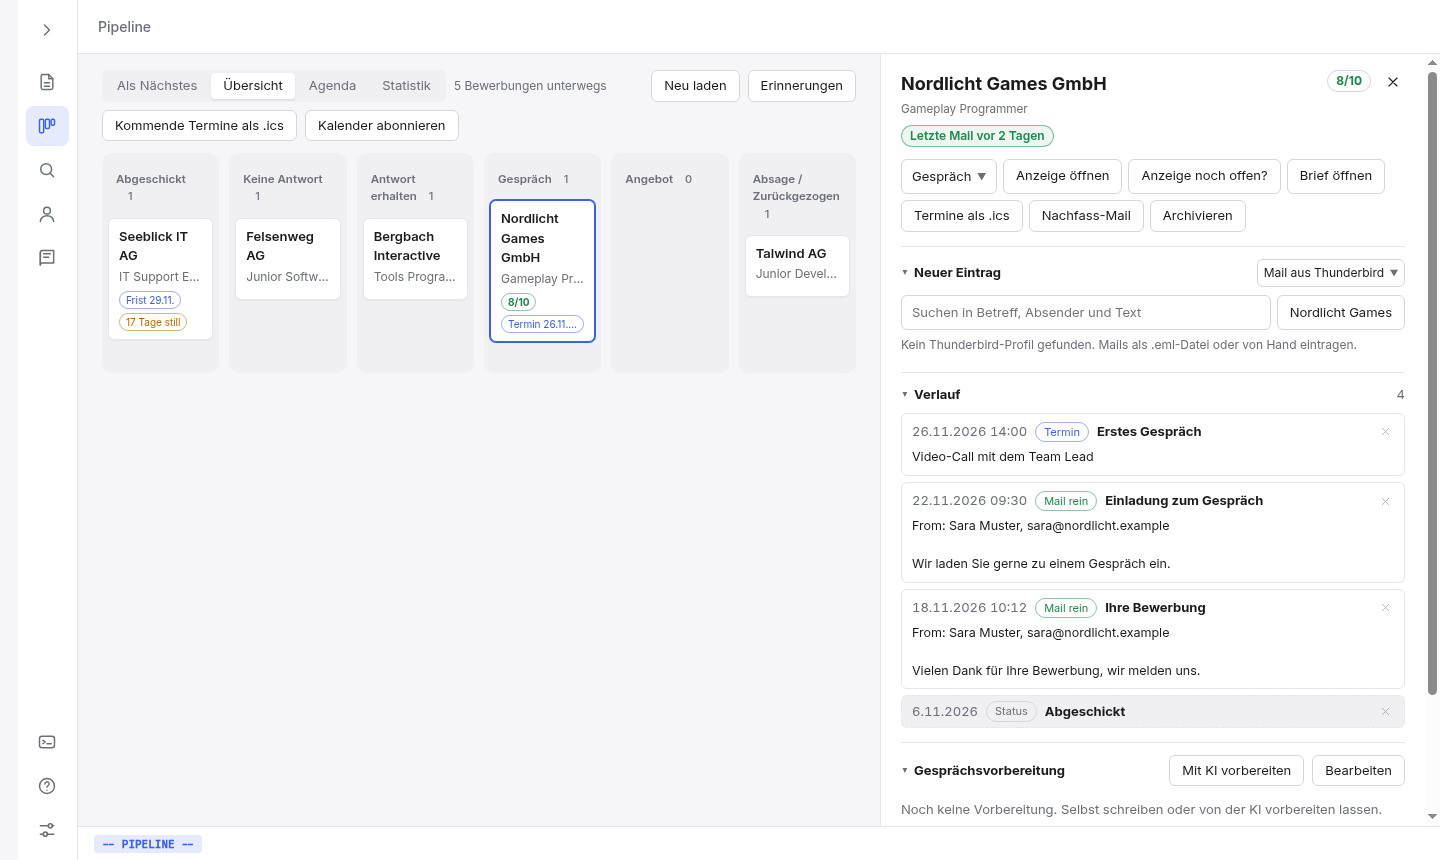 Pipeline
Als Nächstes Übersicht Agenda Statistik 5 Bewerbungen unterwegs Neu laden Erinnerungen
Kommende Termine als .ics Kalender abonnieren
Abgeschickt 1
Seeblick IT AG
IT Support E...
Frist 29.11.
17 Tage still
Keine Antwort 1
Felsenweg AG
Junior Softw...
Antwort erhalten 1
Bergbach Interactive
Tools Progra...
Gespräch 1
Nordlicht Games GmbH
Gameplay Pr...
8/10
Termin 26.11....
Angebot 0
Absage / Zurückgezogen 1
Talwind AG
Junior Devel...
Nordlicht Games GmbH 8/10
Gameplay Programmer
Letzte Mail vor 2 Tagen
Gespräch Anzeige öffnen Anzeige noch offen? Brief öffnen
Termine als .ics Nachfass-Mail Archivieren
Neuer Eintrag Mail aus Thunderbird
Suchen in Betreff, Absender und Text Nordlicht Games
Kein Thunderbird-Profil gefunden. Mails als .eml-Datei oder von Hand eintragen.
Verlauf 4
26.11.2026 14:00 Termin Erstes Gespräch
Video-Call mit dem Team Lead
22.11.2026 09:30 Mail rein Einladung zum Gespräch
From: Sara Muster, sara@nordlicht.example
Wir laden Sie gerne zu einem Gespräch ein.
18.11.2026 10:12 Mail rein Ihre Bewerbung
From: Sara Muster, sara@nordlicht.example
Vielen Dank für Ihre Bewerbung, wir melden uns.
6.11.2026 Status Abgeschickt
Gesprächsvorbereitung Mit KI vorbereiten Bearbeiten
Noch keine Vorbereitung. Selbst schreiben oder von der KI vorbereiten lassen.
-- PIPELINE --